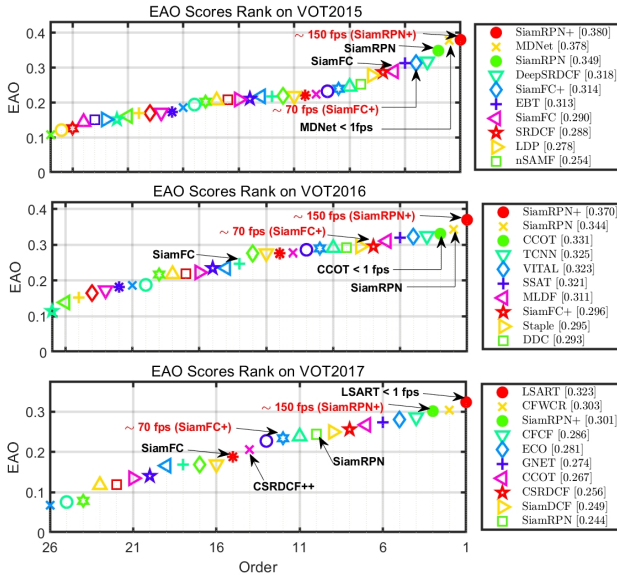 EAO Scores Rank on VOT2015
~ 150 fps (SiamRPN+)
SiamRPN
SiamFC
~ 70 fps (SiamFC+)
MDNet < 1fps
0.4
0.3
0.2
0.1
0
EAO
SiamRPN+ [0.380]
MDNet [0.378]
SiamRPN [0.349]
DeepSRDCF [0.318]
SiamFC+ [0.314]
EBT [0.313]
SiamFC [0.290]
SRDCF [0.288]
LDP [0.278]
nSAMF [0.254]
EAO Scores Rank on VOT2016
~ 150 fps (SiamRPN+)
~ 70 fps (SiamFC+)
SiamFC
CCOT < 1 fps
SiamRPN
0.4
0.3
0.2
0.1
0
EAO
SiamRPN+ [0.370]
SiamRPN [0.344]
CCOT [0.331]
TCNN [0.325]
VITAL [0.323]
SSAT [0.321]
MLDF [0.311]
SiamFC+ [0.296]
Staple [0.295]
DDC [0.293]
EAO Scores Rank on VOT2017
LSART < 1 fps
~ 150 fps (SiamRPN+)
~ 70 fps (SiamFC+)
SiamFC
SiamRPN
CSRDCF++
0.3
0.2
0.1
0
EAO
26 21 16 11 6 1
Order
LSART [0.323]
CFWCR [0.303]
SiamRPN+ [0.301]
CFCF [0.286]
ECO [0.281]
GNET [0.274]
CCOT [0.267]
CSRDCF [0.256]
SiamDCF [0.249]
SiamRPN [0.244]